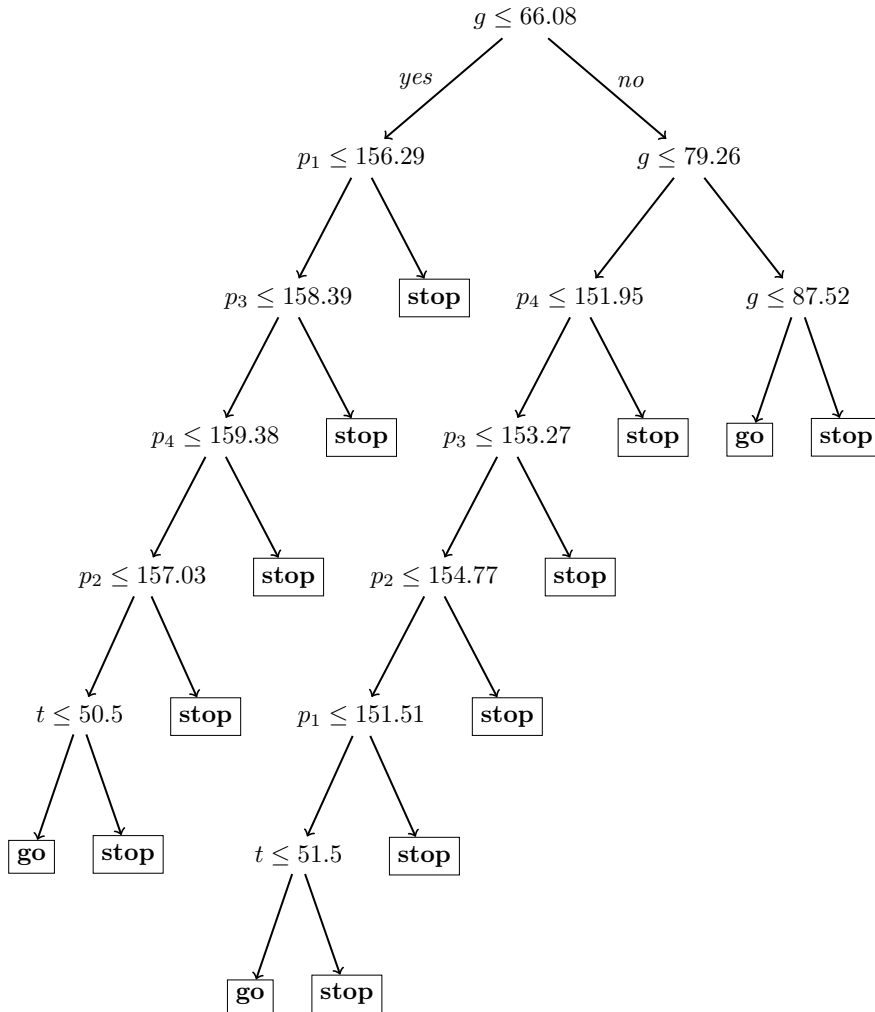 g ≤ 66.08
yes no
p₁ ≤ 156.29 g ≤ 79.26
p₃ ≤ 158.39 stop p₄ ≤ 151.95 g ≤ 87.52
p₄ ≤ 159.38 stop p₃ ≤ 153.27 stop go stop
p₂ ≤ 157.03 stop p₂ ≤ 154.77 stop
t ≤ 50.5 stop p₁ ≤ 151.51 stop
go stop t ≤ 51.5 stop
go stop